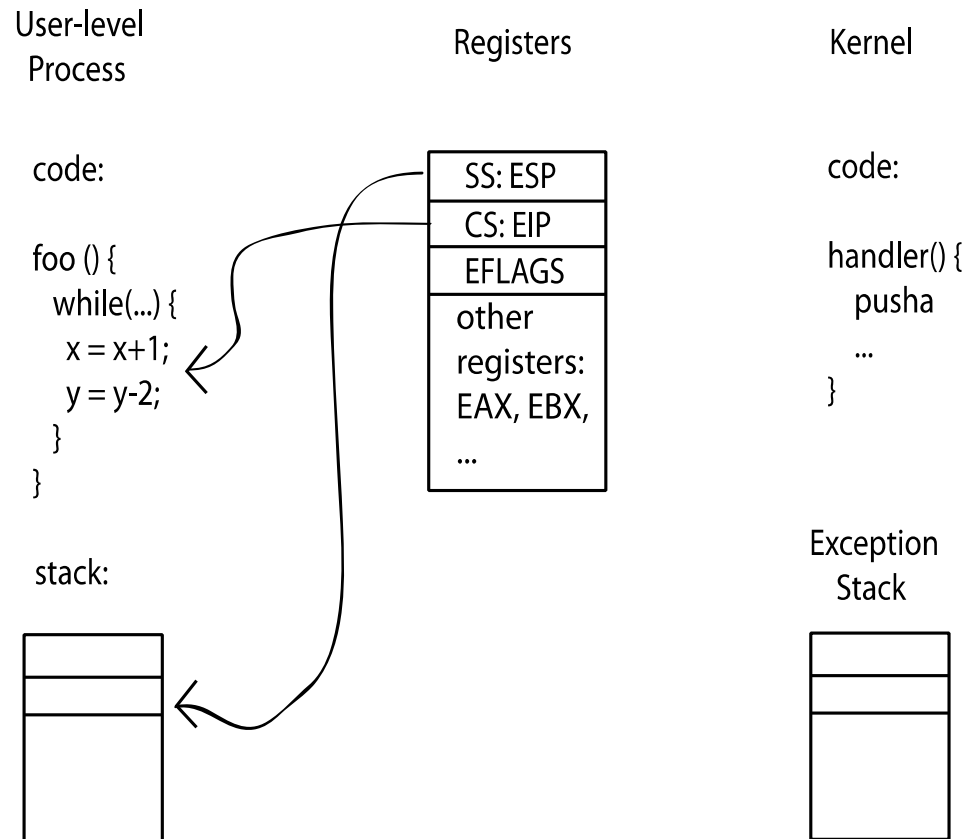 User-level
Process
code:
foo () {
while(...) {
x = x+1;
y = y-2;
}
}
stack:
Registers
SS: ESP
CS: EIP
EFLAGS
other
registers:
EAX, EBX,
...
Kernel
code:
handler() {
pusha
...
}
Exception
Stack